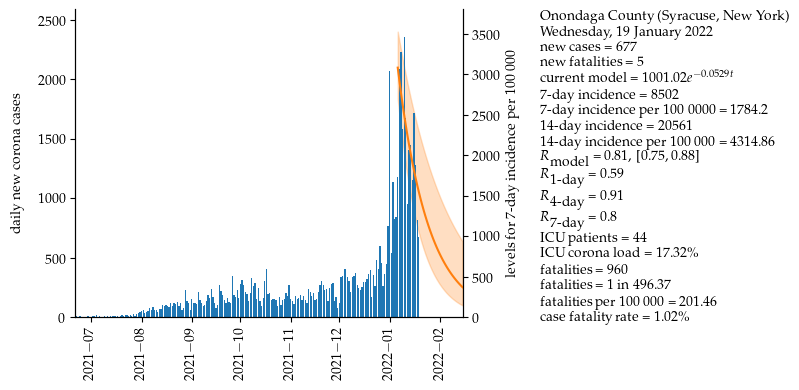 Onondaga County (Syracuse, New York)
Wednesday, 19 January 2022
new cases = 677
new fatalities = 5
current model = 1001.02e^{-0.0529t}
7-day incidence = 8502
7-day incidence per 100 0000 = 1784.2
14-day incidence = 20561
14-day incidence per 100 000 = 4314.86
R_model = 0.81, [0.75, 0.88]
R_1-day = 0.59
R_4-day = 0.91
R_7-day = 0.8
ICU patients = 44
ICU corona load = 17.32%
fatalities = 960
fatalities = 1 in 496.37
fatalities per 100 000 = 201.46
case fatality rate = 1.02%
daily new corona cases
2500
2000
1500
1000
500
0
levels for 7-day incidence per 100 000
3500
3000
2500
2000
1500
1000
500
0
2021−07
2021−08
2021−09
2021−10
2021−11
2021−12
2022−01
2022−02